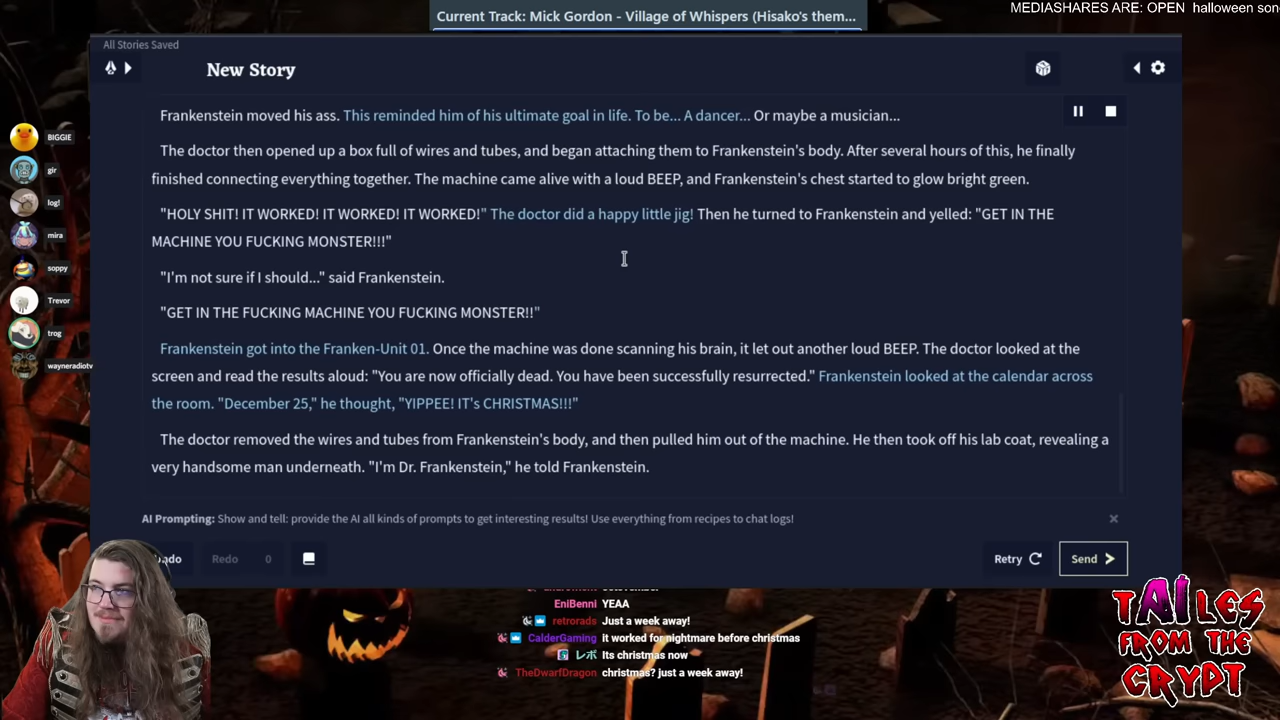 Current Track: Mick Gordon - Village of Whispers (Hisako's them...
MEDIASHARES ARE: OPEN halloween son
All Stories Saved
New Story
Frankenstein moved his ass. This reminded him of his ultimate goal in life. To be... A dancer... Or maybe a musician...
The doctor then opened up a box full of wires and tubes, and began attaching them to Frankenstein's body. After several hours of this, he finally
finished connecting everything together. The machine came alive with a loud BEEP, and Frankenstein's chest started to glow bright green.
"HOLY SHIT! IT WORKED! IT WORKED! IT WORKED!" The doctor did a happy little jig! Then he turned to Frankenstein and yelled: "GET IN THE
MACHINE YOU FUCKING MONSTER!!!"
"I'm not sure if I should..." said Frankenstein.
"GET IN THE FUCKING MACHINE YOU FUCKING MONSTER!!"
Frankenstein got into the Franken-Unit 01. Once the machine was done scanning his brain, it let out another loud BEEP. The doctor looked at the
screen and read the results aloud: "You are now officially dead. You have been successfully resurrected." Frankenstein looked at the calendar across
the room. "December 25," he thought, "YIPPEE! IT's CHRISTMAS!!!"
The doctor removed the wires and tubes from Frankenstein's body, and then pulled him out of the machine. He then took off his lab coat, revealing a
very handsome man underneath. "I'm Dr. Frankenstein," he told Frankenstein.
BIGGIE
gir
log!
mira
soppy
Trevor
trog
wayneradiotv
AI Prompting: Show and tell: provide the AI all kinds of prompts to get interesting results! Use everything from recipes to chat logs!
Redo 0
Retry
Send
EniBenni YEAA
retrorads Just a week away!
CalderGaming it worked for nightmare before christmas
レポ Its christmas now
TheDwarfDragon christmas? just a week away!
TAILES
FROM THE
CRYPT